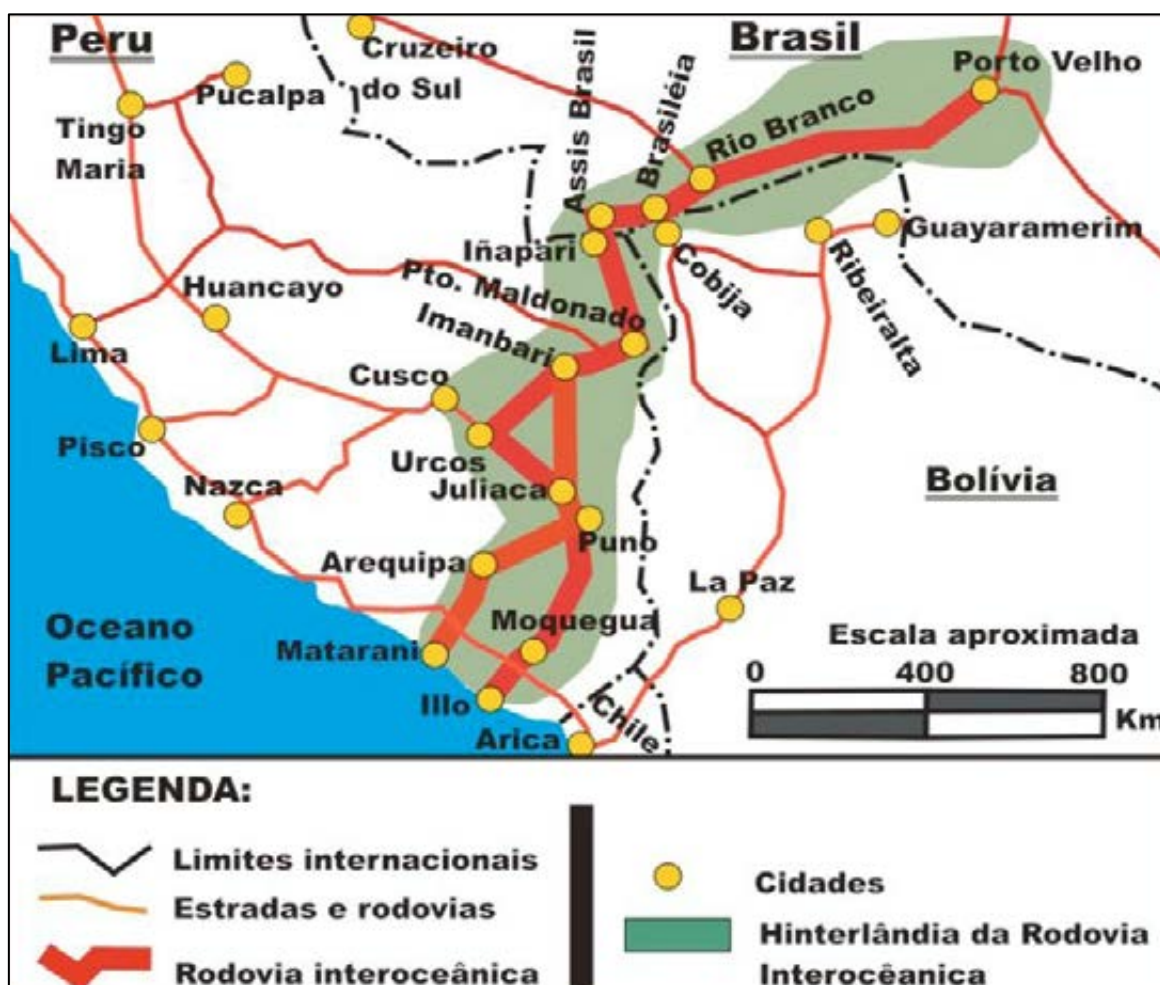 Peru
Brasil
Cruzeiro
do Sul
Porto Velho
Pucalpa
Tingo
Maria
Assis Brasil
Brasiléia
Rio Branco
Iñapari
Cobija
Ribeiralta
Guayaramerim
Huancayo
Pto. Maldonado
Imanbari
Lima
Cusco
Pisco
Urcos
Nazca
Juliaca
Bolívia
Arequipa
Puno
La Paz
Oceano
Pacífico
Moquegua
Matarani
Illo
Arica
Chile
Escala aproximada
0 400 800
Km
LEGENDA:
Limites internacionais
Estradas e rodovias
Rodovia interoceânica
Cidades
Hinterlândia da Rodovia
Interocêanica